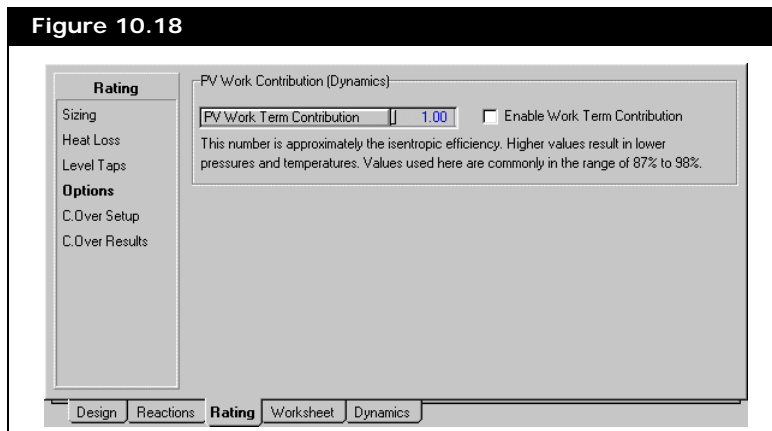 Figure 10.18
Rating
Sizing
Heat Loss
Level Taps
Options
C.Over Setup
C.Over Results
PV Work Contribution (Dynamics)
PV Work Term Contribution 1.00 Enable Work Term Contribution
This number is approximately the isentropic efficiency. Higher values result in lower
pressures and temperatures. Values used here are commonly in the range of 87% to 98%.
Design Reactions Rating Worksheet Dynamics